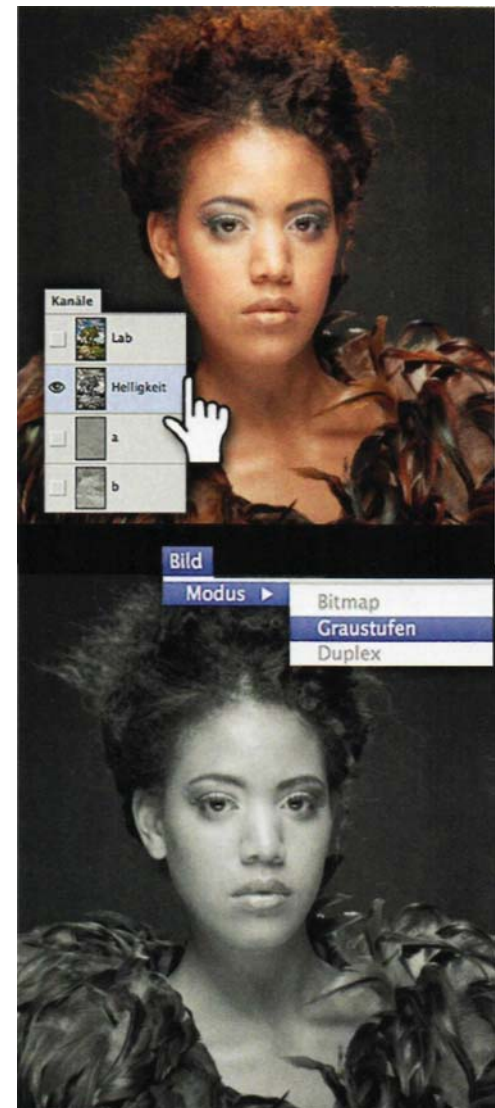 Kanäle
Lab
Helligkeit
a
b
Bild
Modus
Bitmap
Graustufen
Duplex